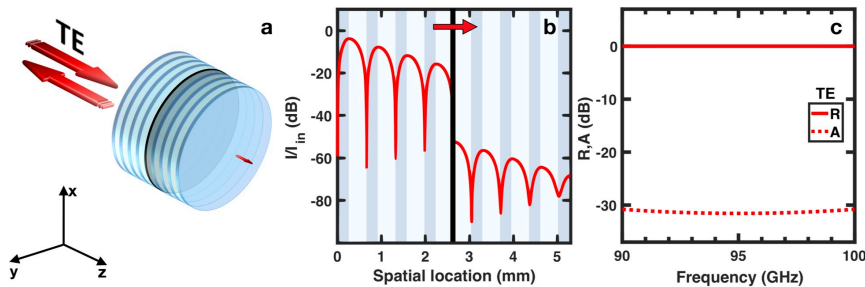 a
TE
x
y
z
b
I/I_in (dB)
0
-20
-40
-60
-80
0 1 2 3 4 5
Spatial location (mm)
c
R,A (dB)
0
-10
-20
-30
TE
R
A
90 95 100
Frequency (GHz)